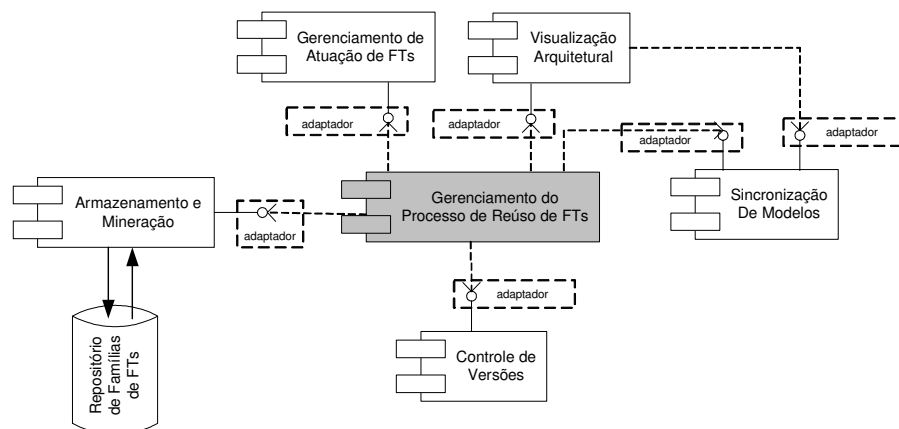 Gerenciamento de
Atuação de FTs
Visualização
Arquitetural
adaptador
adaptador
adaptador
adaptador
Armazenamento e
Mineração
adaptador
Gerenciamento do
Processo de Reúso de FTs
Sincronização
De Modelos
adaptador
Controle de
Versões
Repositório
de Famílias
de FTs